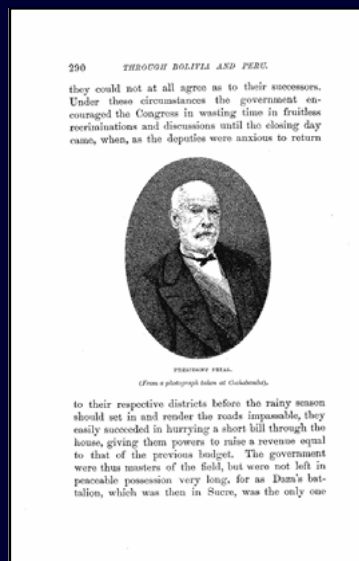 290 THROUGH BOLIVIA AND PERU.
they could not at all agree as to their successors.
Under these circumstances the government en-
couraged the Congress in wasting time in fruitless
recriminations and discussions until the closing day
came, when, as the deputies were anxious to return
PRESIDENT FRIAS.
(From a photograph taken at Cochabamba).
to their respective districts before the rainy season
should set in and render the roads impassable, they
easily succeeded in hurrying a short bill through the
house, giving them powers to raise a revenue equal
to that of the previous budget. The government
were thus masters of the field, but were not left in
peaceable possession very long, for as Daza's bat-
talion, which was then in Sucre, was the only one